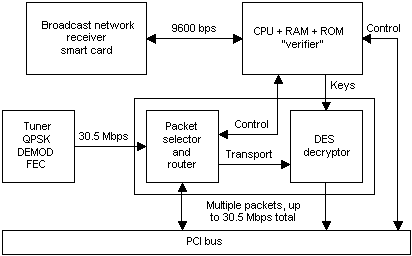 Broadcast network
receiver
smart card
9600 bps
CPU + RAM + ROM
"verifier"
Control
Keys
Tuner
QPSK
DEMOD
FEC
30.5 Mbps
Packet
selector
and
router
Control
Transport
DES
decryptor
Multiple packets, up
to 30.5 Mbps total
PCI bus